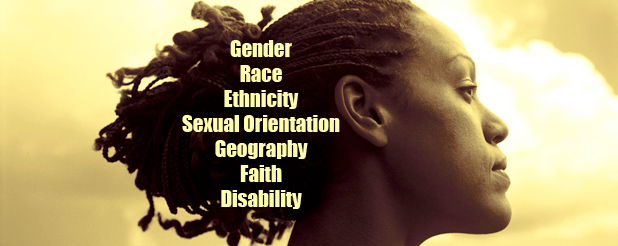 Gender
Race
Ethnicity
Sexual Orientation
Geography
Faith
Disability